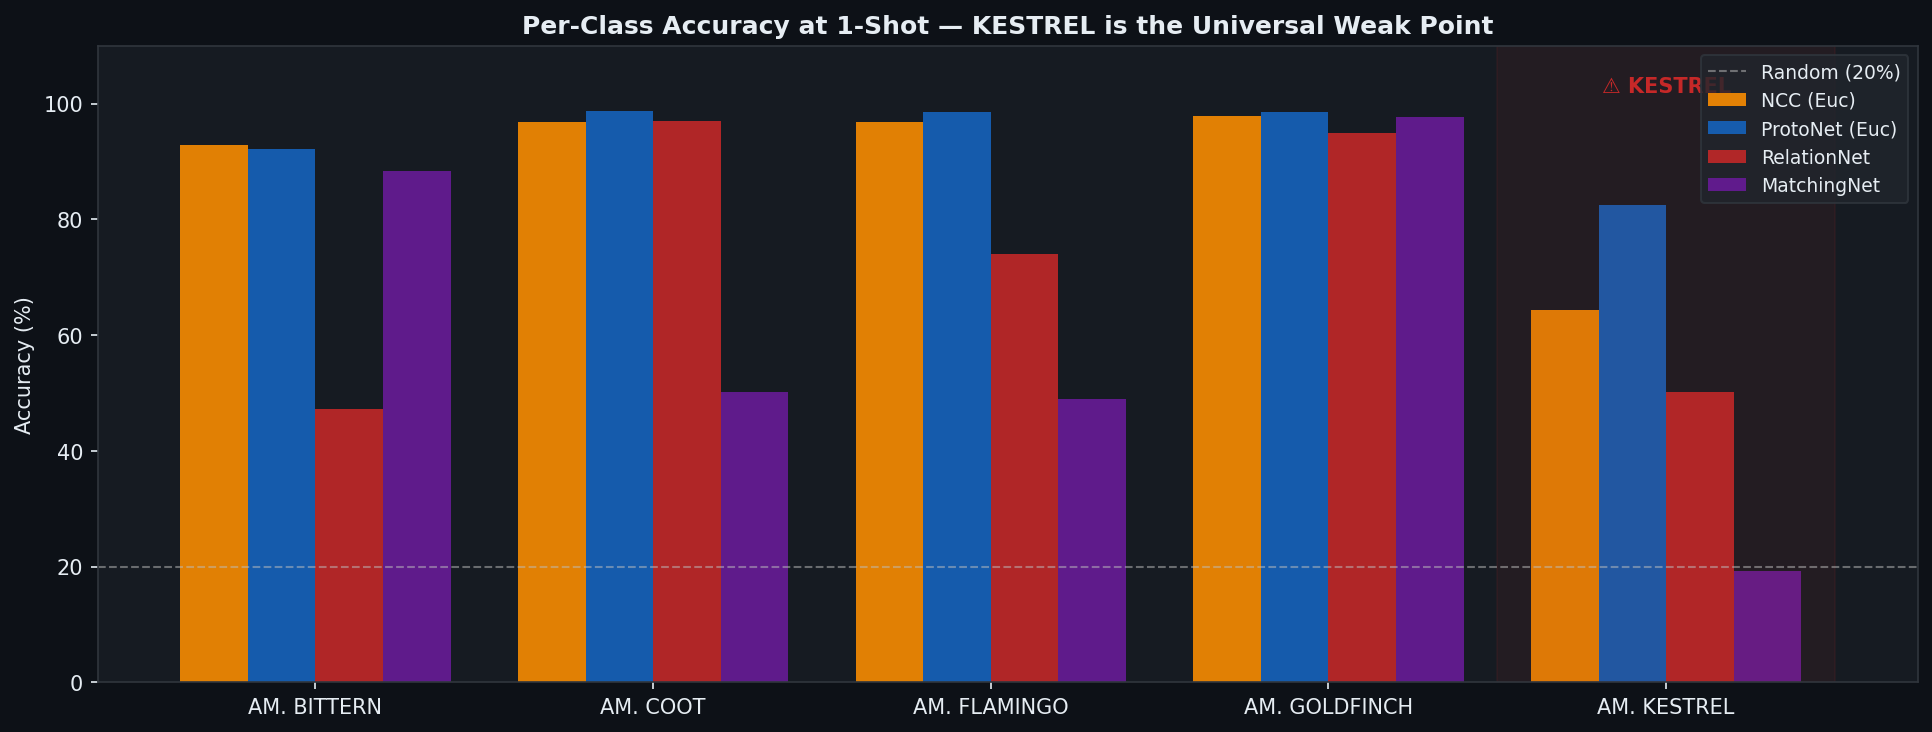 Per-Class Accuracy at 1-Shot — KESTREL is the Universal Weak Point
Accuracy (%)
100
80
60
40
20
0
⚠ KESTREL
Random (20%)
NCC (Euc)
ProtoNet (Euc)
RelationNet
MatchingNet
AM. BITTERN
AM. COOT
AM. FLAMINGO
AM. GOLDFINCH
AM. KESTREL